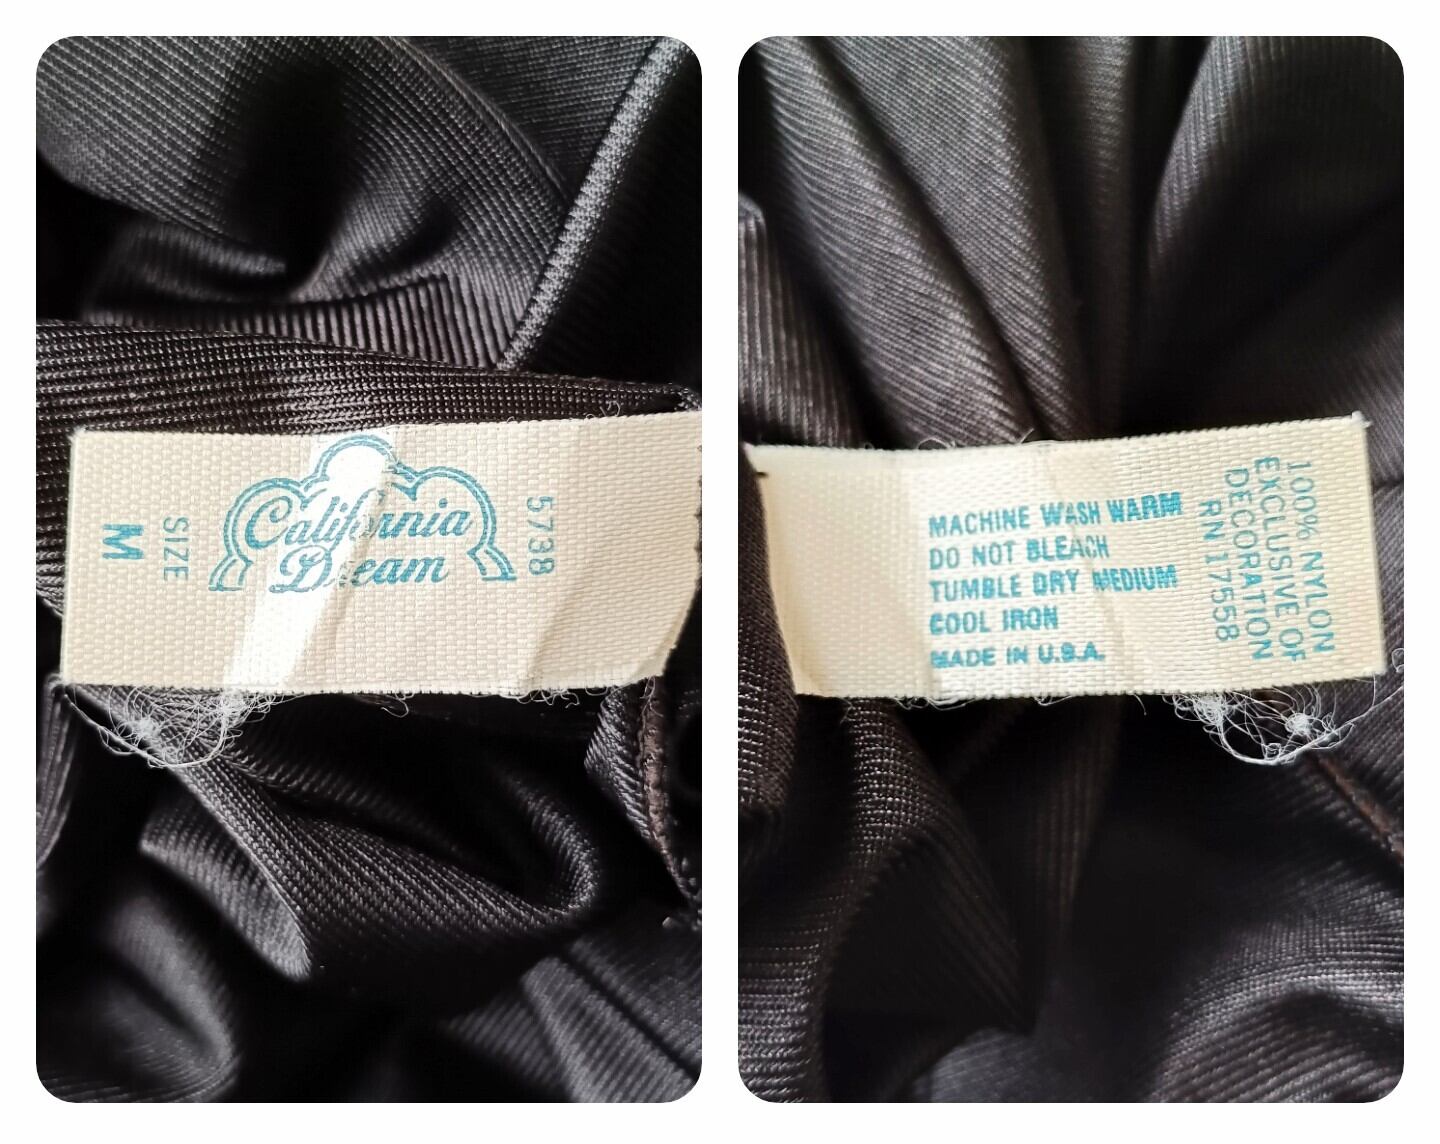 California
Dream
5738
SIZE
M
MACHINE WASH WARM
DO NOT BLEACH
TUMBLE DRY MEDIUM
COOL IRON
MADE IN U.S.A.
100% NYLON
EXCLUSIVE OF
DECORATION
RN 17558